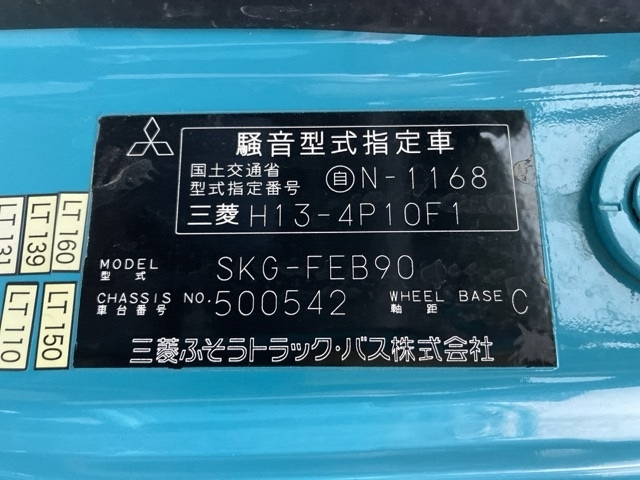 騒音型式指定車
国土交通省
型式指定番号 自N-1168
三菱 H13-4P10F1
MODEL SKG-FEB90
型式
CHASSIS NO. 500542 WHEEL BASE C
車台番号 軸距
三菱ふそうトラック・バス株式会社
LT 131
LT 139
LT 160
LT 110
LT 150